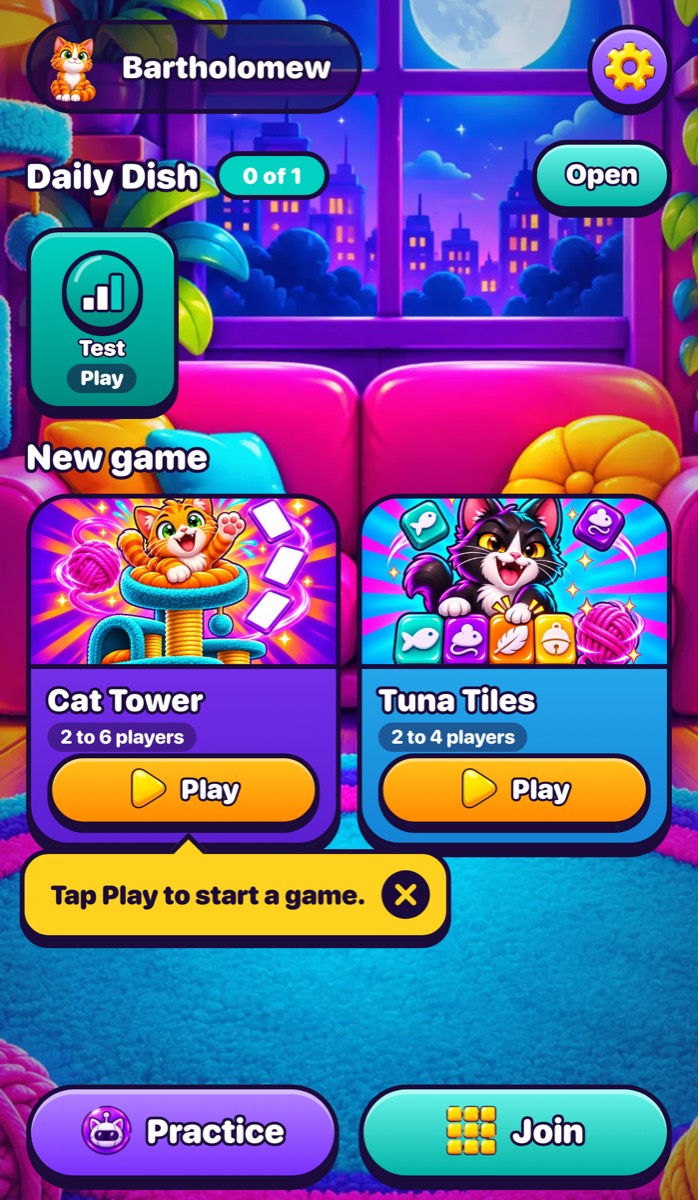 Bartholomew
Daily Dish
0 of 1
Open
Test
Play
New game
Cat Tower
2 to 6 players
Play
Tuna Tiles
2 to 4 players
Play
Tap Play to start a game.
Practice
Join